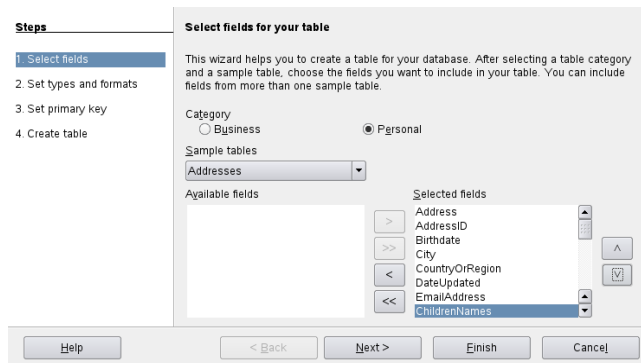 Steps
1. Select fields
2. Set types and formats
3. Set primary key
4. Create table
Select fields for your table
This wizard helps you to create a table for your database. After selecting a table category
and a sample table, choose the fields you want to include in your table. You can include
fields from more than one sample table.
Category
Business
Personal
Sample tables
Addresses
Available fields
Selected fields
>
>>
<
<<
Address
AddressID
Birthdate
City
CountryOrRegion
DateUpdated
EmailAddress
ChildrenNames
^
v
Help
< Back
Next >
Finish
Cancel